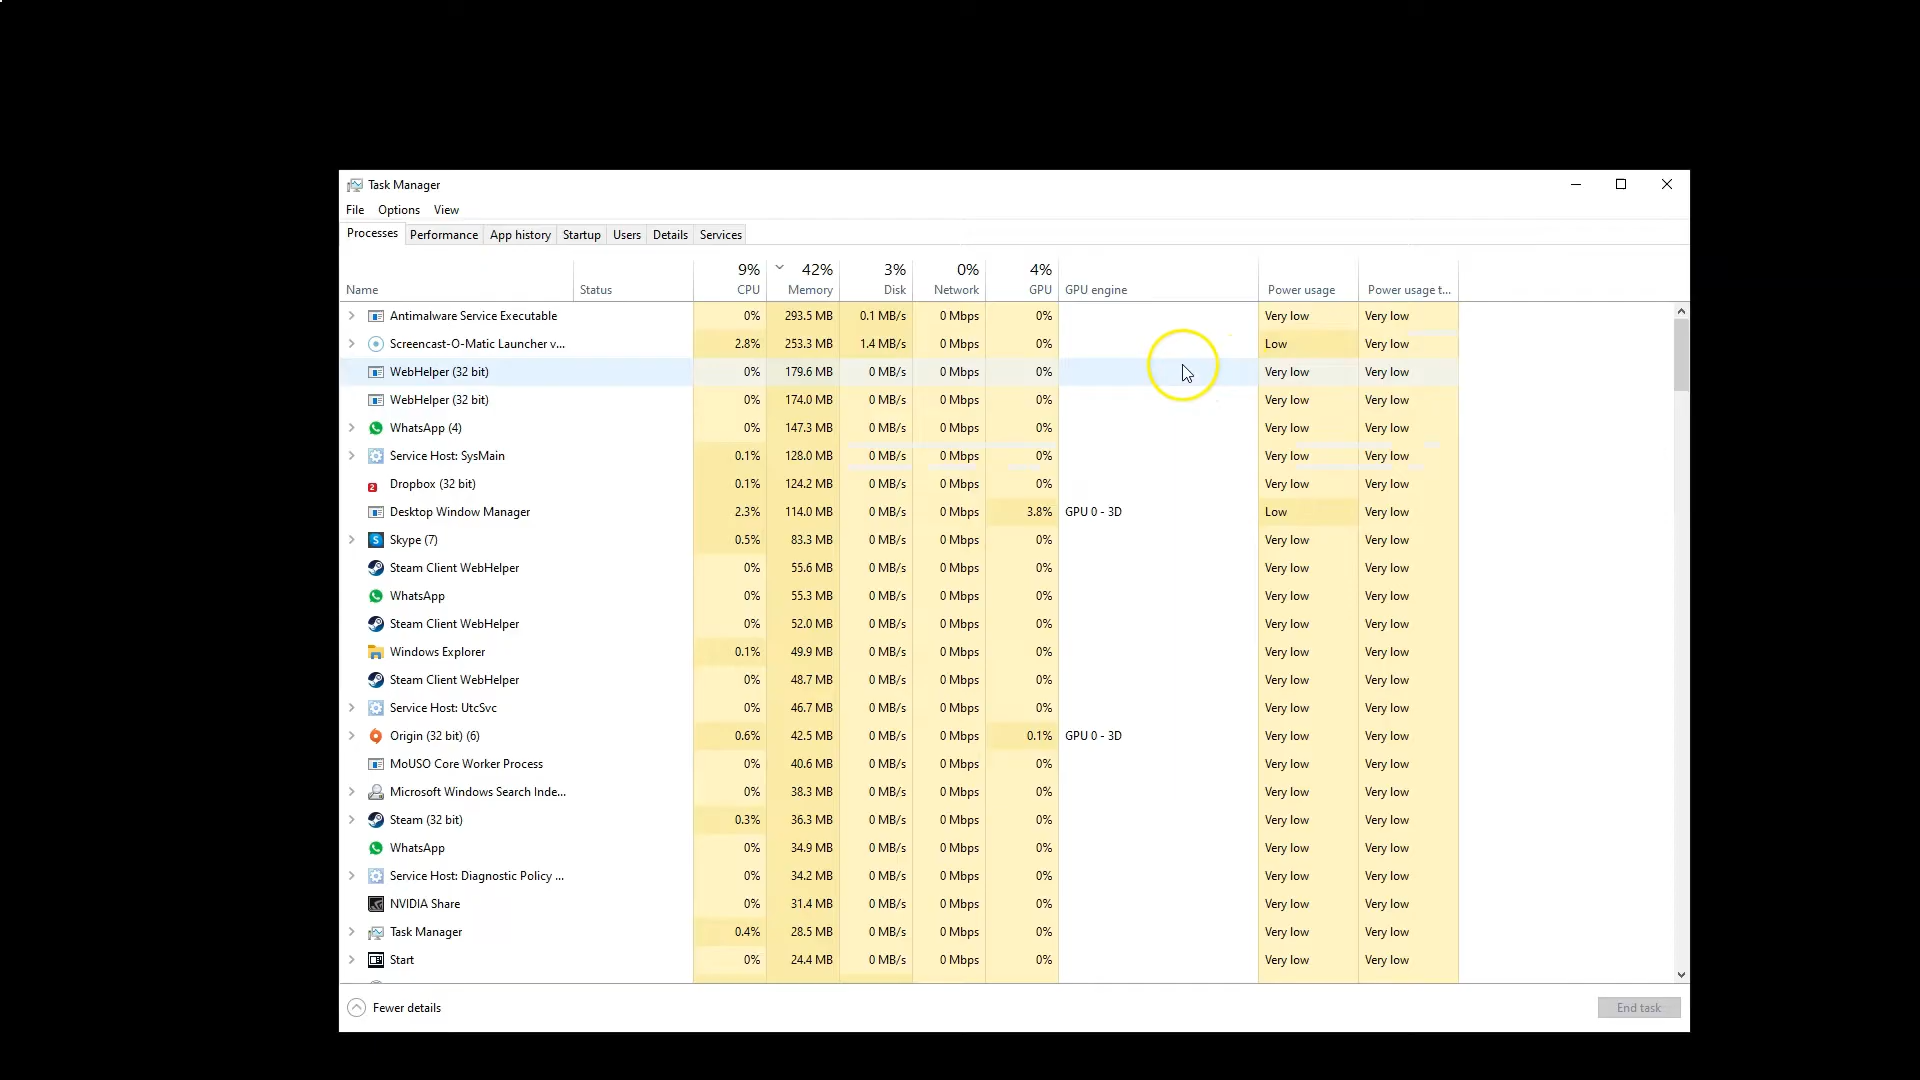 Task Manager
File Options View
Processes Performance App history Startup Users Details Services
9% 42% 3% 0% 4%
Name Status CPU Memory Disk Network GPU GPU engine Power usage Power usage t...
Antimalware Service Executable 0% 293.5 MB 0.1 MB/s 0 Mbps 0% Very low Very low
Screencast-O-Matic Launcher v... 2.8% 253.3 MB 1.4 MB/s 0 Mbps 0% Low Very low
WebHelper (32 bit) 0% 179.6 MB 0 MB/s 0 Mbps 0% Very low Very low
WebHelper (32 bit) 0% 174.0 MB 0 MB/s 0 Mbps 0% Very low Very low
WhatsApp (4) 0% 147.3 MB 0 MB/s 0 Mbps 0% Very low Very low
Service Host: SysMain 0.1% 128.0 MB 0 MB/s 0 Mbps 0% Very low Very low
2 Dropbox (32 bit) 0.1% 124.2 MB 0 MB/s 0 Mbps 0% Very low Very low
Desktop Window Manager 2.3% 114.0 MB 0 MB/s 0 Mbps 3.8% GPU 0 - 3D Low Very low
S Skype (7) 0.5% 83.3 MB 0 MB/s 0 Mbps 0% Very low Very low
Steam Client WebHelper 0% 55.6 MB 0 MB/s 0 Mbps 0% Very low Very low
WhatsApp 0% 55.3 MB 0 MB/s 0 Mbps 0% Very low Very low
Steam Client WebHelper 0% 52.0 MB 0 MB/s 0 Mbps 0% Very low Very low
Windows Explorer 0.1% 49.9 MB 0 MB/s 0 Mbps 0% Very low Very low
Steam Client WebHelper 0% 48.7 MB 0 MB/s 0 Mbps 0% Very low Very low
Service Host: UtcSvc 0% 46.7 MB 0 MB/s 0 Mbps 0% Very low Very low
Origin (32 bit) (6) 0.6% 42.5 MB 0 MB/s 0 Mbps 0.1% GPU 0 - 3D Very low Very low
MoUSO Core Worker Process 0% 40.6 MB 0 MB/s 0 Mbps 0% Very low Very low
Microsoft Windows Search Inde... 0% 38.3 MB 0 MB/s 0 Mbps 0% Very low Very low
Steam (32 bit) 0.3% 36.3 MB 0 MB/s 0 Mbps 0% Very low Very low
WhatsApp 0% 34.9 MB 0 MB/s 0 Mbps 0% Very low Very low
Service Host: Diagnostic Policy ... 0% 34.2 MB 0 MB/s 0 Mbps 0% Very low Very low
NVIDIA Share 0% 31.4 MB 0 MB/s 0 Mbps 0% Very low Very low
Task Manager 0.4% 28.5 MB 0 MB/s 0 Mbps 0% Very low Very low
Start 0% 24.4 MB 0 MB/s 0 Mbps 0% Very low Very low
Fewer details End task